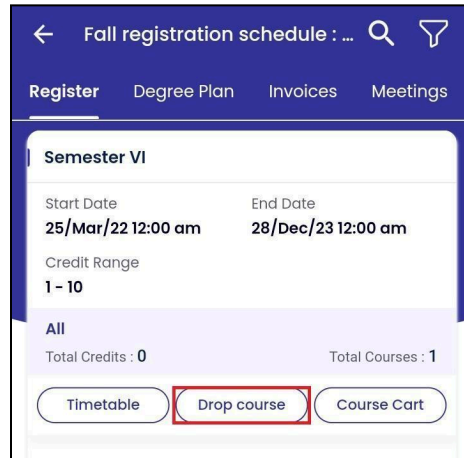 Fall registration schedule : ...
Register Degree Plan Invoices Meetings
Semester VI
Start Date End Date
25/Mar/22 12:00 am 28/Dec/23 12:00 am
Credit Range
1 - 10
All
Total Credits : 0 Total Courses : 1
Timetable Drop course Course Cart